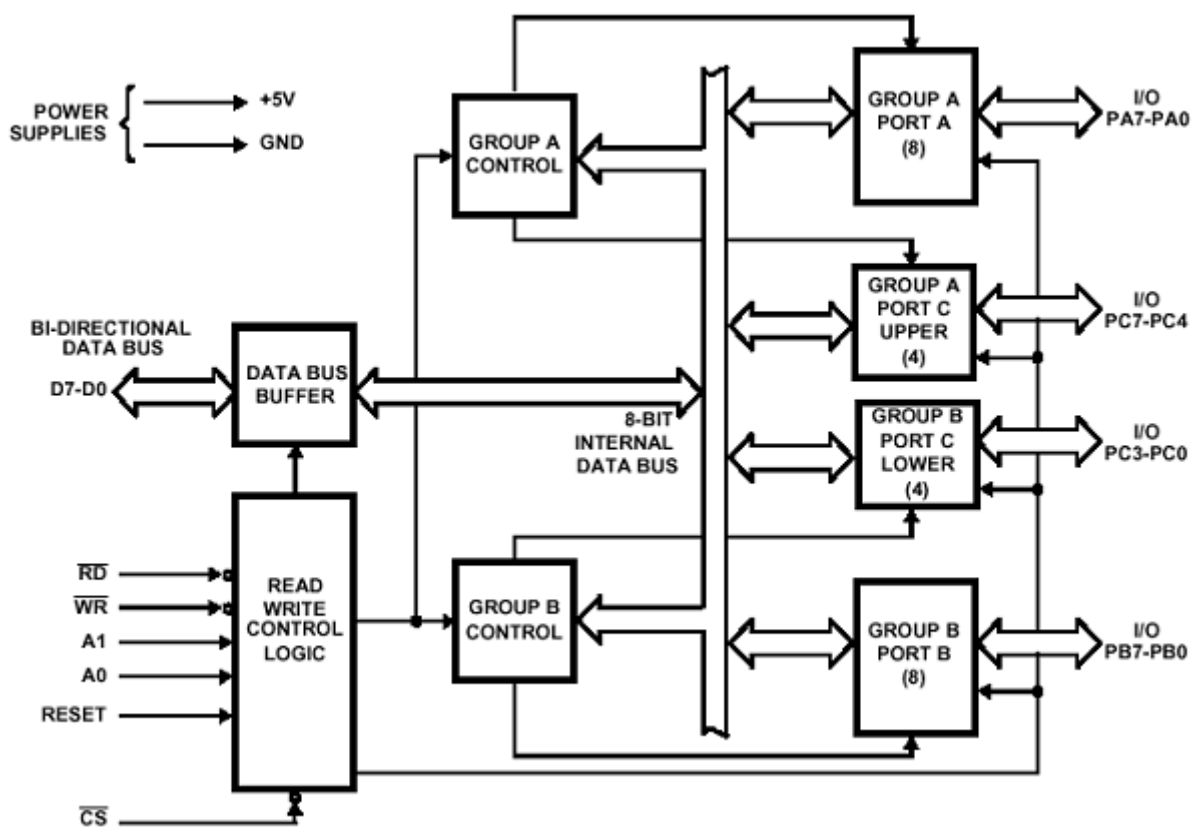 POWER
SUPPLIES
+5V
GND
GROUP A
CONTROL
GROUP A
PORT A
(8)
I/O
PA7-PA0
GROUP A
PORT C
UPPER
(4)
I/O
PC7-PC4
BI-DIRECTIONAL
DATA BUS
D7-D0
DATA BUS
BUFFER
8-BIT
INTERNAL
DATA BUS
GROUP B
PORT C
LOWER
(4)
I/O
PC3-PC0
RD
WR
A1
A0
RESET
CS
READ
WRITE
CONTROL
LOGIC
GROUP B
CONTROL
GROUP B
PORT B
(8)
I/O
PB7-PB0